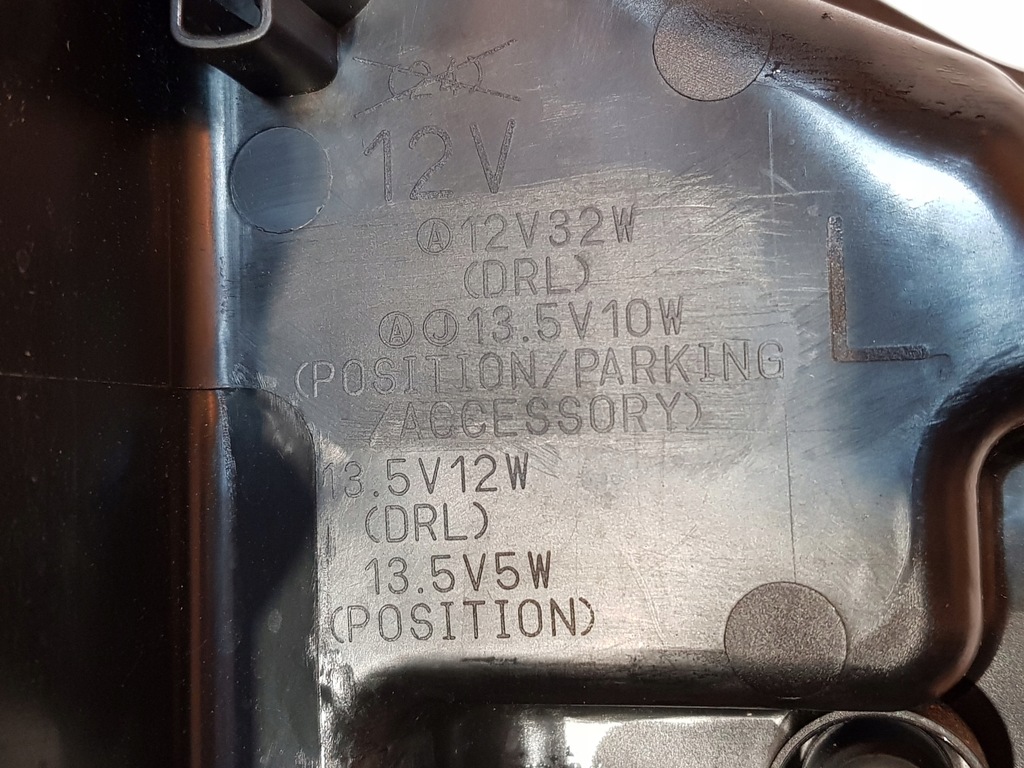 12V
Ⓐ12V32W
(DRL)
ⒶⒿ13.5V10W
(POSITION/PARKING
/ACCESSORY)
L
13.5V12W
(DRL)
13.5V5W
(POSITION)